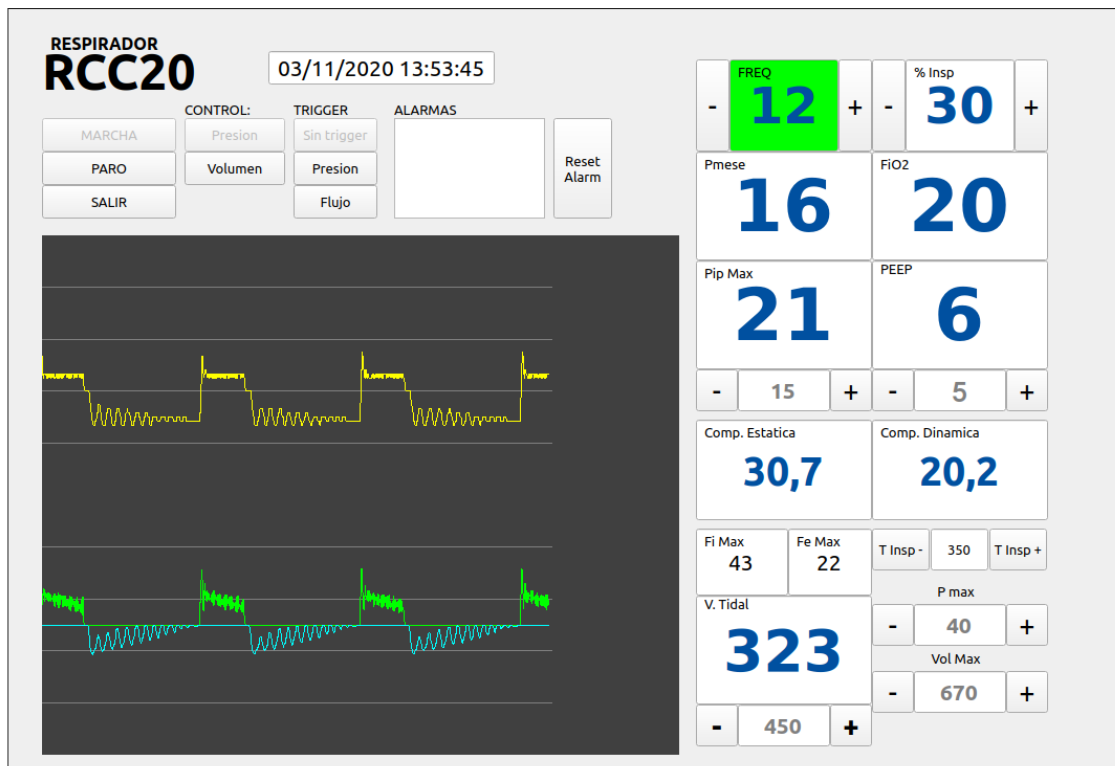 RESPIRADOR
RCC20
03/11/2020 13:53:45
CONTROL:
TRIGGER
ALARMAS
MARCHA
Presion
Sin trigger
PARO
Volumen
Presion
Reset
Alarm
SALIR
Flujo
FREQ
- 12 +
% Insp
- 30 +
Pmese
16
FiO2
20
Pip Max
21
PEEP
6
- 15 +
- 5 +
Comp. Estatica
30,7
Comp. Dinamica
20,2
Fi Max
43
Fe Max
22
T Insp - 350 T Insp +
V. Tidal
323
P max
- 40 +
Vol Max
- 670 +
- 450 +